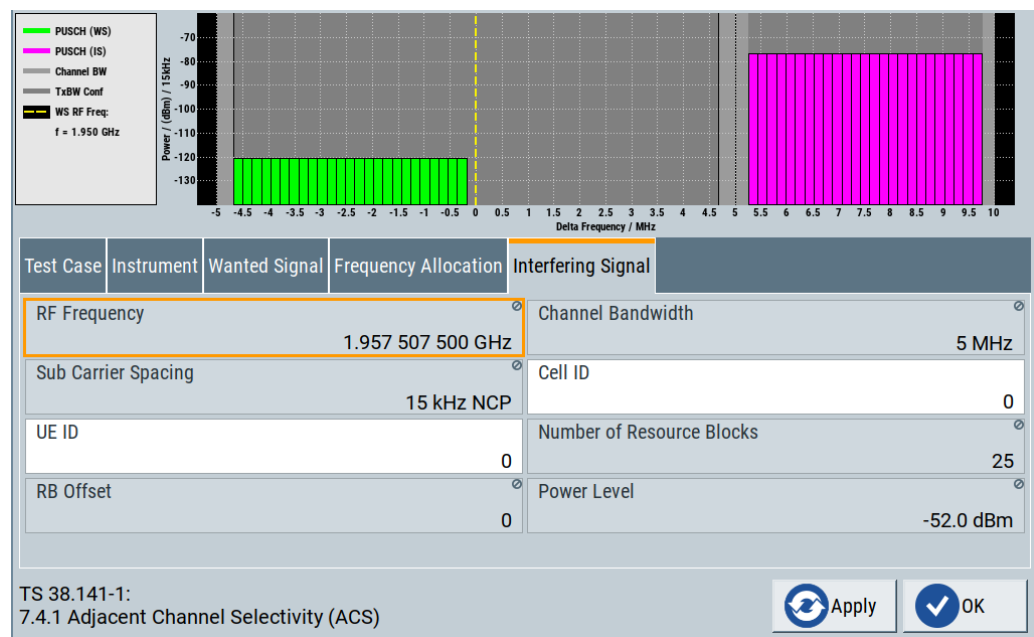 PUSCH (WS)
PUSCH (IS)
Channel BW
TxBW Conf
WS RF Freq:
f = 1.950 GHz
Power / (dBm) / 15kHz
-70
-80
-90
-100
-110
-120
-130
-5 -4.5 -4 -3.5 -3 -2.5 -2 -1.5 -1 -0.5 0 0.5 1 1.5 2 2.5 3 3.5 4 4.5 5 5.5 6 6.5 7 7.5 8 8.5 9 9.5 10
Delta Frequency / MHz
Test Case Instrument Wanted Signal Frequency Allocation Interfering Signal
RF Frequency
1.957 507 500 GHz
Channel Bandwidth
5 MHz
Sub Carrier Spacing
15 kHz NCP
Cell ID
0
UE ID
0
Number of Resource Blocks
25
RB Offset
0
Power Level
-52.0 dBm
TS 38.141-1:
7.4.1 Adjacent Channel Selectivity (ACS)
Apply
OK